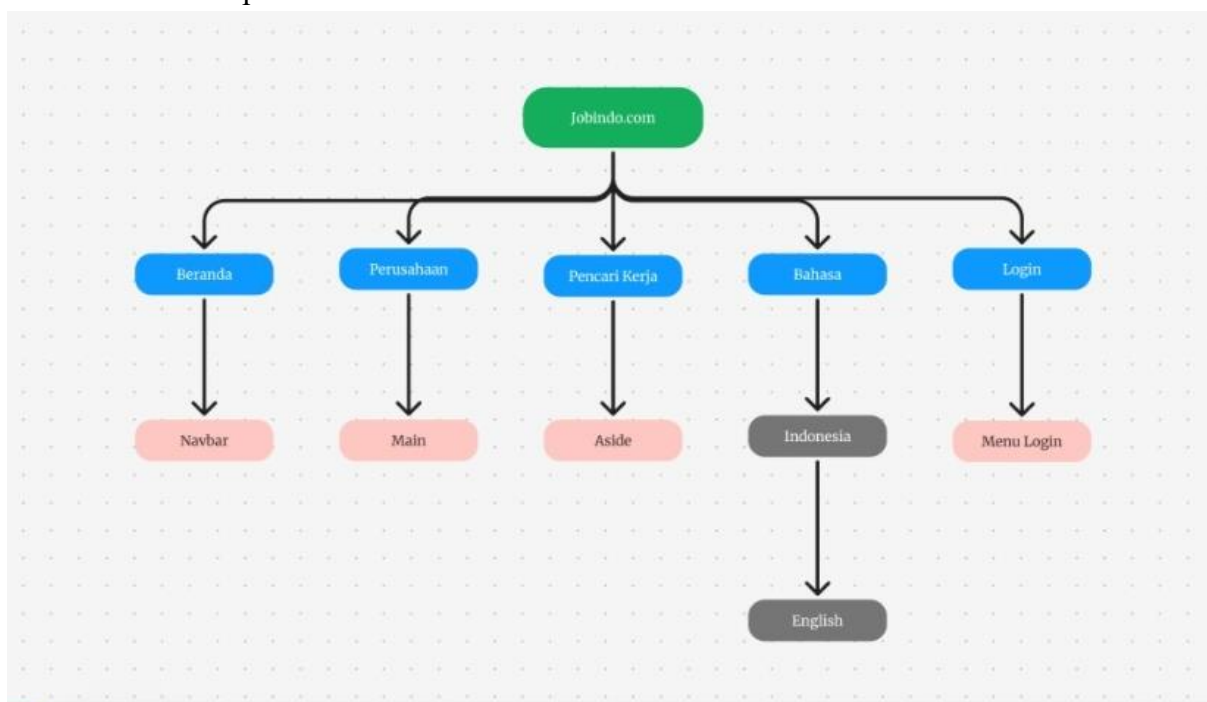 Jobindo.com
Beranda
Perusahaan
Pencari Kerja
Bahasa
Login
Navbar
Main
Aside
Indonesia
Menu Login
English